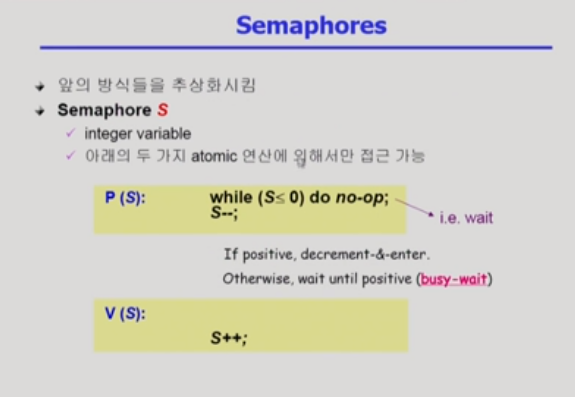 Semaphores
앞의 방식들을 추상화시킴
Semaphore S
integer variable
아래의 두 가지 atomic 연산에 의해서만 접근 가능
P (S): while (S≤ 0) do no-op;
S--;
i.e. wait
If positive, decrement-&-enter.
Otherwise, wait until positive (busy-wait)
V (S):
S++;